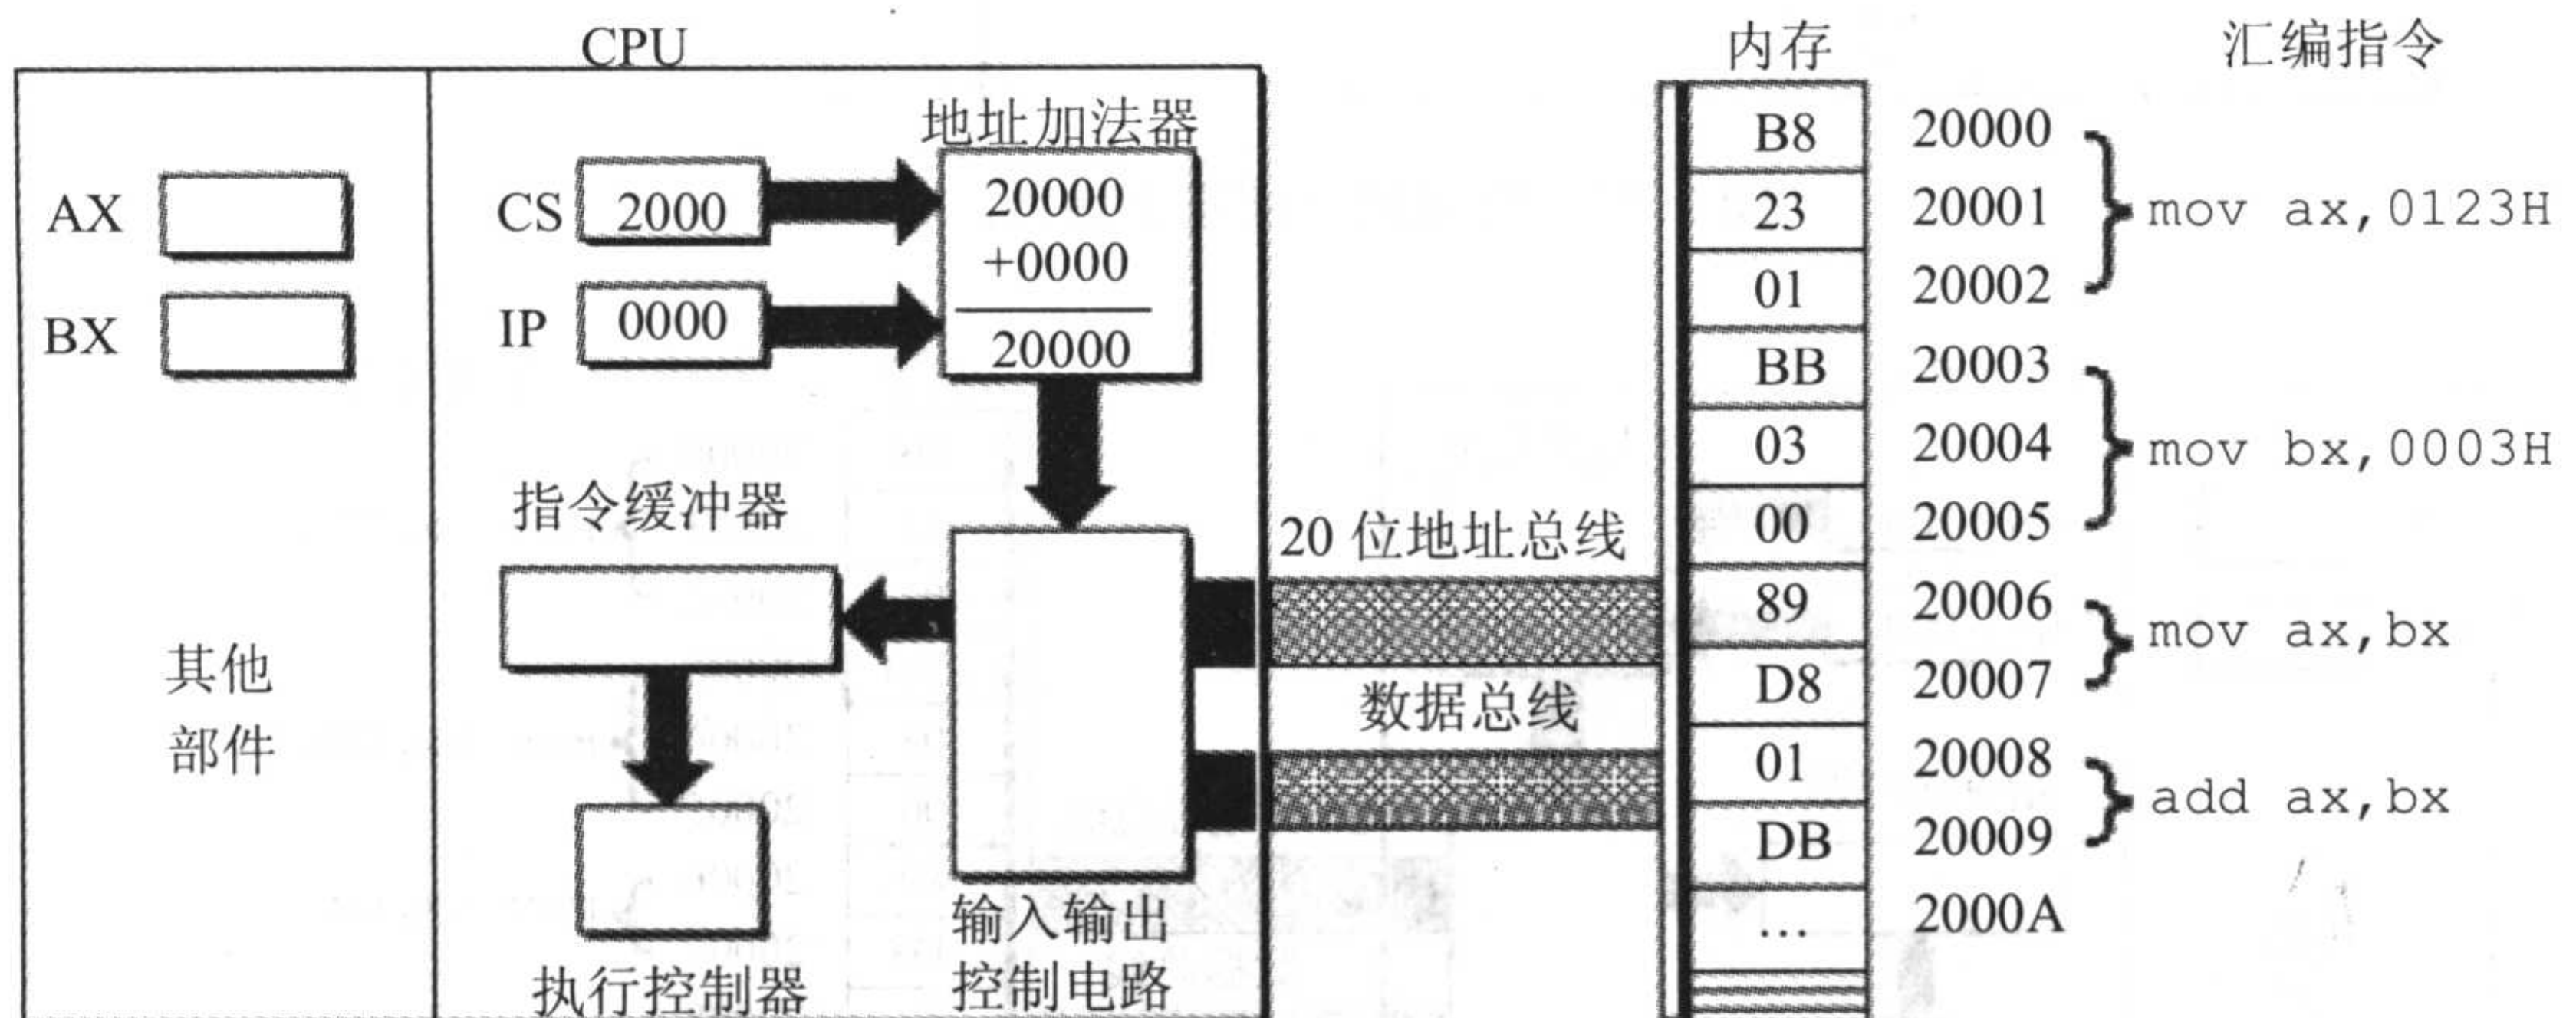 CPU
AX
BX
其他
部件
CS
2000
IP
0000
地址加法器
20000
+0000
20000
指令缓冲器
执行控制器
输入输出
控制电路
20 位地址总线
数据总线
内存
汇编指令
B8 20000
23 20001
01 20002
mov ax,0123H
BB 20003
03 20004
00 20005
mov bx,0003H
89 20006
D8 20007
mov ax,bx
01 20008
DB 20009
add ax,bx
… 2000A